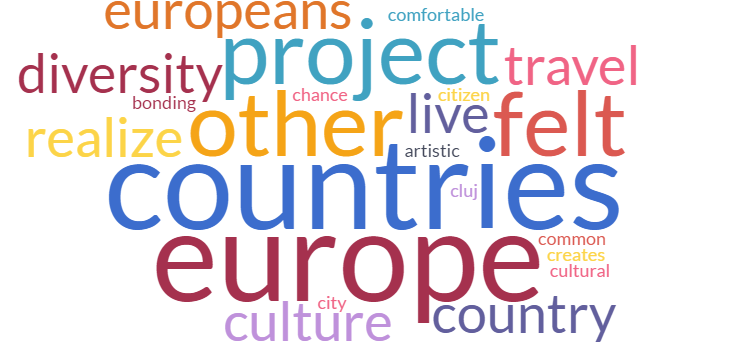 europeans
comfortable
project
diversity
travel
bonding
chance
citizen
realize
other
live
felt
artistic
countries
cluj
europe
common
creates
cultural
city
culture
country